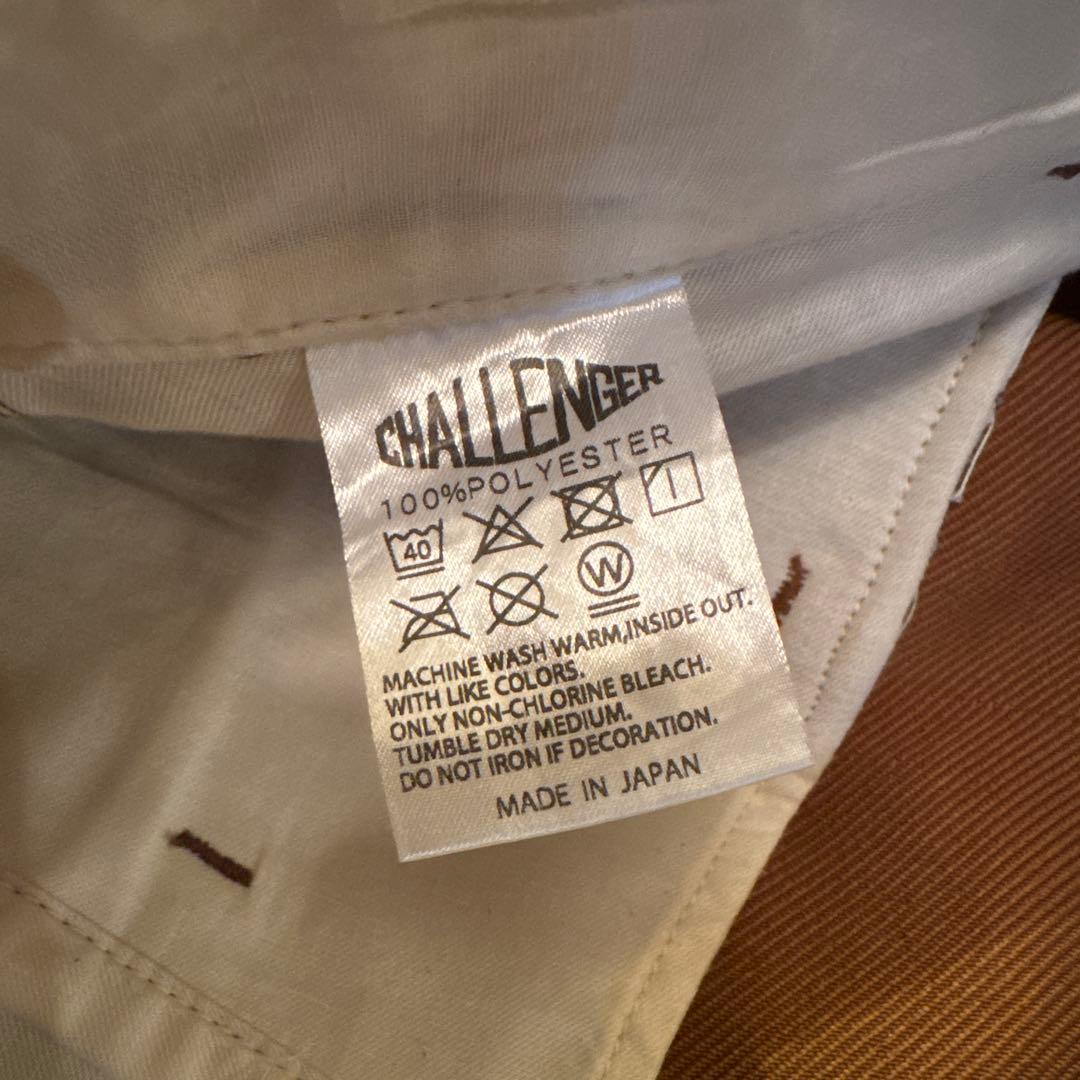 CHALLENGER
100%POLYESTER
40
W
MACHINE WASH WARM,INSIDE OUT.
WITH LIKE COLORS.
ONLY NON-CHLORINE BLEACH.
TUMBLE DRY MEDIUM.
DO NOT IRON IF DECORATION.
MADE IN JAPAN